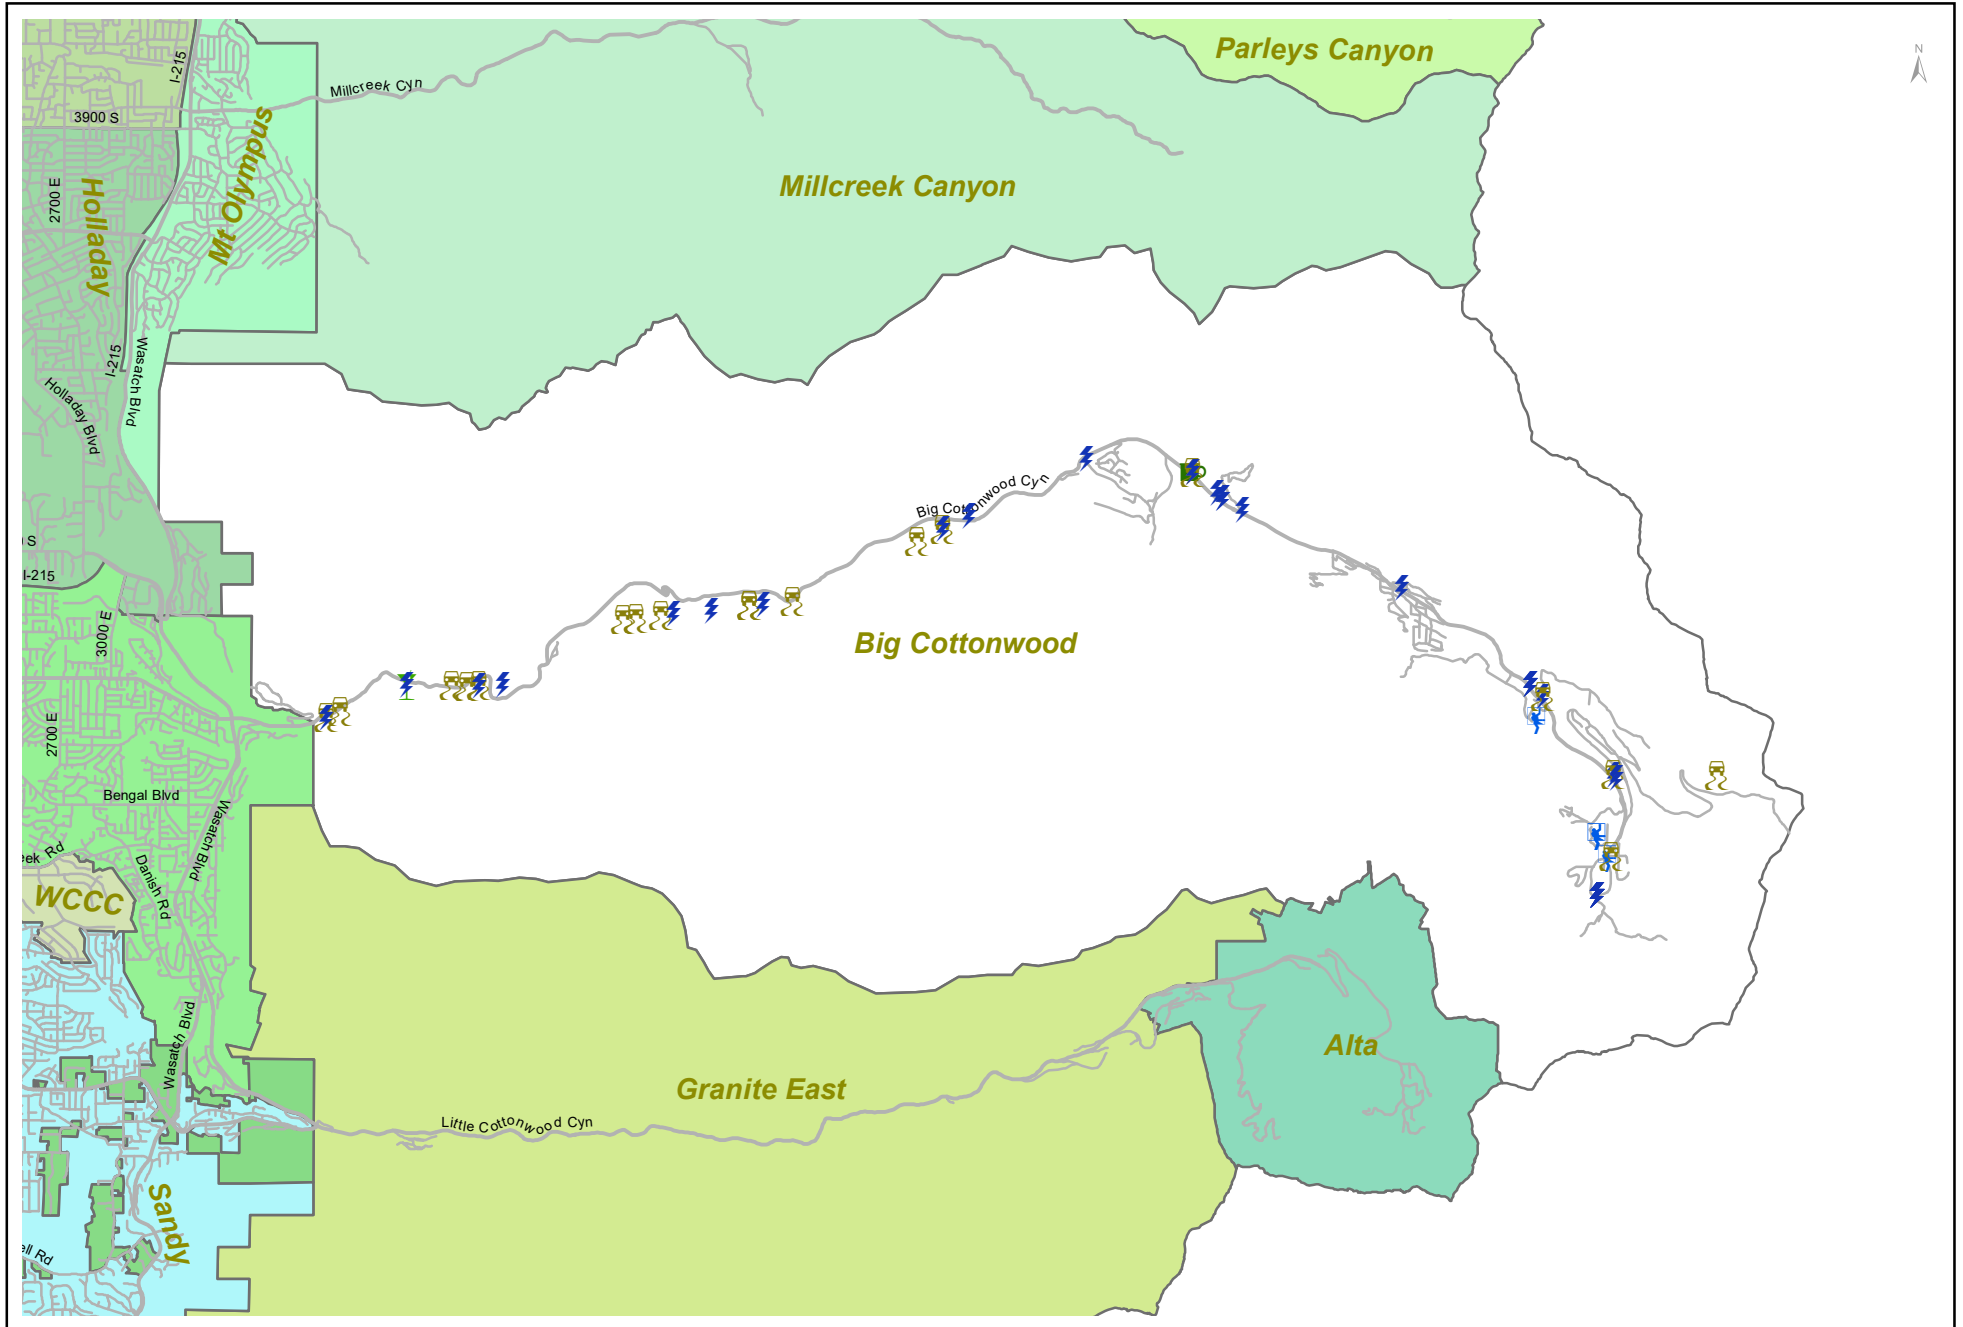 Parleys Canyon
N
I-215
Millcreek Cyn
3900 S
Mt Olympus
Millcreek Canyon
Holladay
2700 E
I-215
Wasatch Blvd
Holladay Blvd
Big Cottonwood Cyn
S
I-215
3000 E
Big Cottonwood
2700 E
Bengal Blvd
Wasatch Blvd
ek Rd
Danish Rd
WCCC
Wasatch Blvd
Alta
Granite East
Little Cottonwood Cyn
Sandy
ell Rd